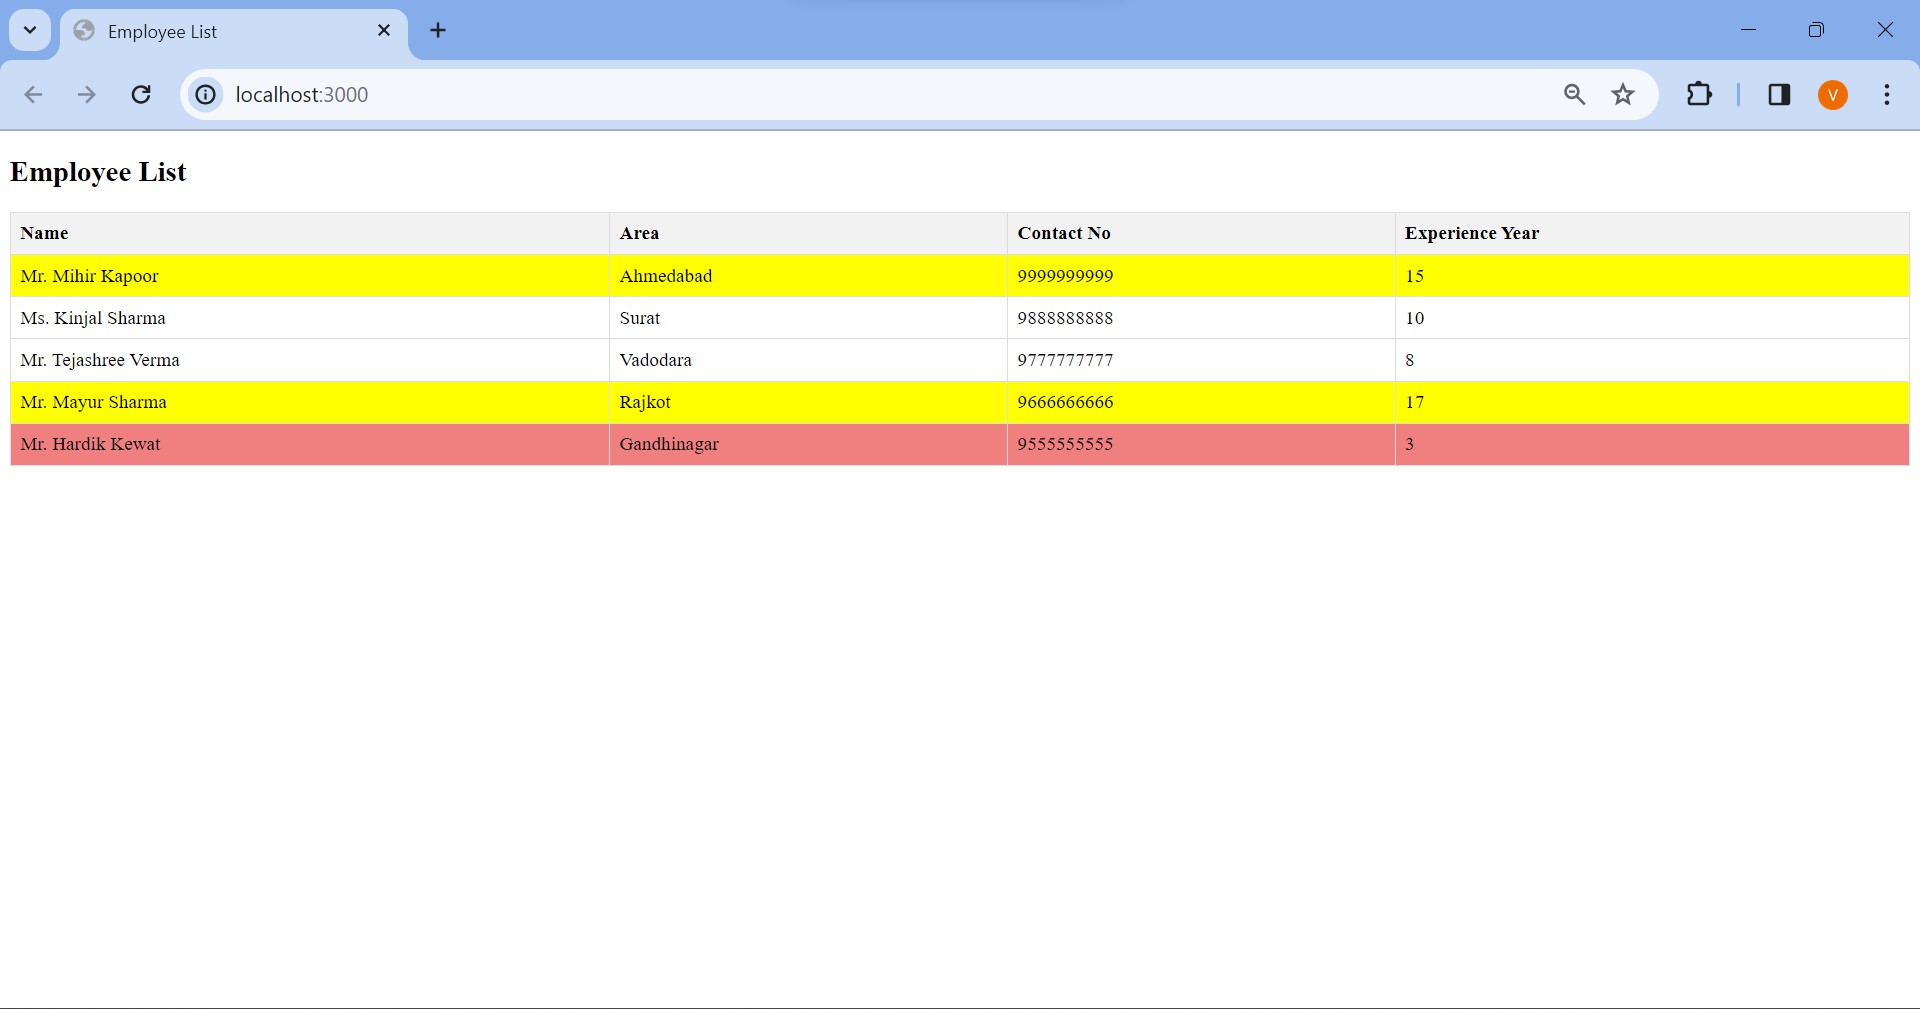 Employee List
localhost:3000
V
Employee List
Name Area Contact No Experience Year
Mr. Mihir Kapoor Ahmedabad 9999999999 15
Ms. Kinjal Sharma Surat 9888888888 10
Mr. Tejashree Verma Vadodara 9777777777 8
Mr. Mayur Sharma Rajkot 9666666666 17
Mr. Hardik Kewat Gandhinagar 9555555555 3